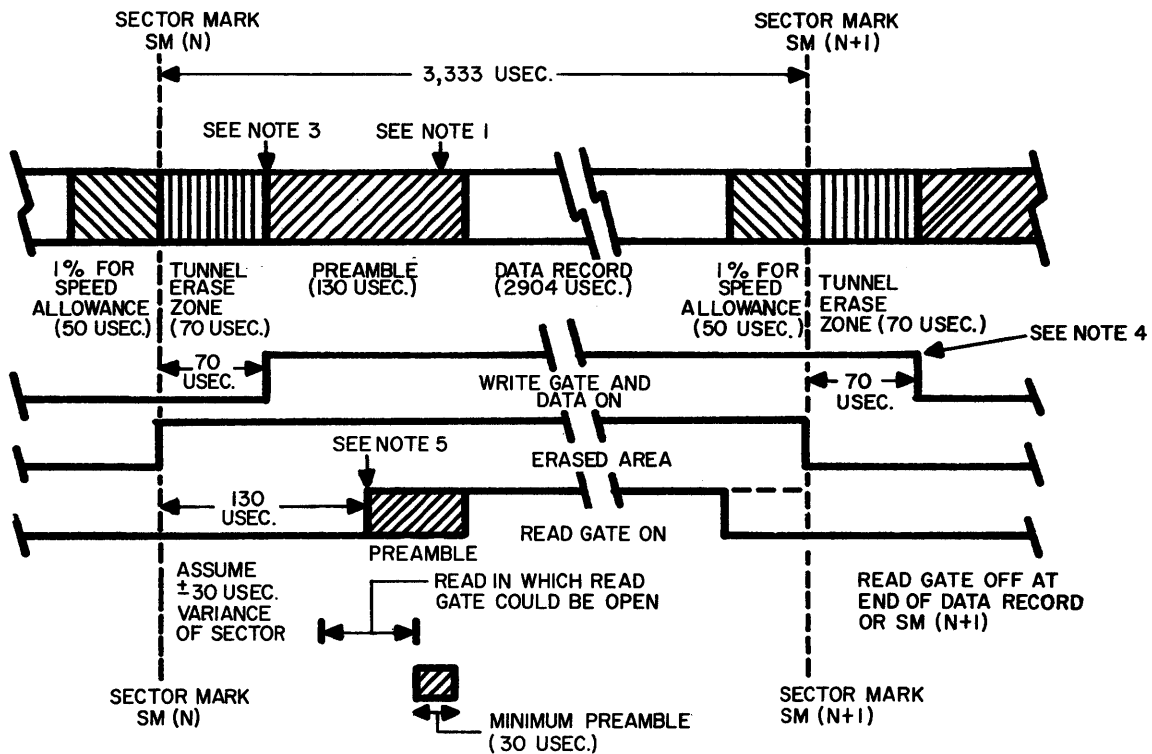 SECTOR MARK
SM (N)
SECTOR MARK
SM (N+1)
3,333 USEC.
SEE NOTE 3
SEE NOTE 1
1% FOR
SPEED
ALLOWANCE
(50 USEC.)
TUNNEL
ERASE
ZONE
(70 USEC.)
PREAMBLE
(130 USEC.)
DATA RECORD
(2904 USEC.)
1% FOR
SPEED
ALLOWANCE
(50 USEC.)
TUNNEL
ERASE
ZONE (70 USEC.)
SEE NOTE 4
70
USEC.
WRITE GATE AND
DATA ON
70
USEC.
SEE NOTE 5
ERASED AREA
130
USEC.
READ GATE ON
PREAMBLE
ASSUME
±30 USEC.
VARIANCE
OF SECTOR
READ IN WHICH READ
GATE COULD BE OPEN
READ GATE OFF AT
END OF DATA RECORD
OR SM (N+1)
SECTOR MARK
SM (N)
MINIMUM PREAMBLE
(30 USEC.)
SECTOR MARK
SM (N+1)